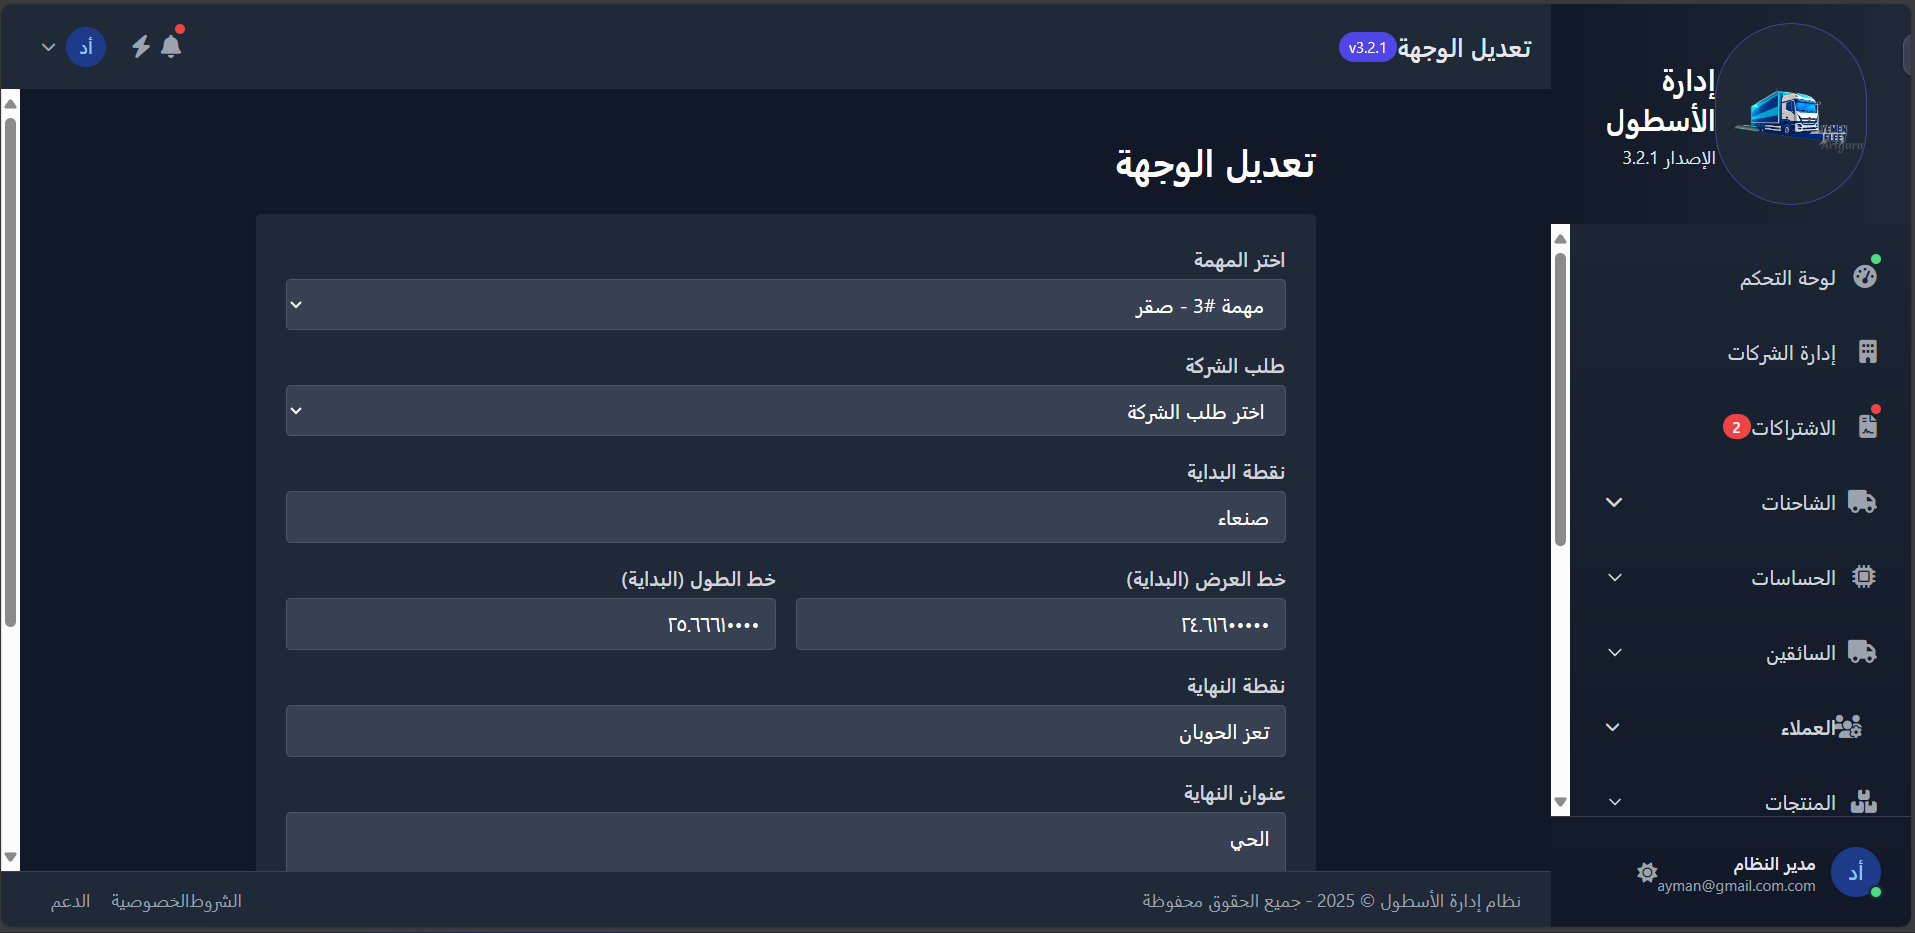 إدارة
الأسطول
الإصدار 3.2.1
YEMEN
FLEET
Artguru
تعديل الوجهة v3.2.1
أد
لوحة التحكم
إدارة الشركات
الاشتراكات 2
الشاحنات
الحساسات
السائقين
العملاء
المنتجات
مدير النظام
ayman@gmail.com.com
أد
تعديل الوجهة
اختر المهمة
مهمة #3 - صقر
طلب الشركة
اختر طلب الشركة
نقطة البداية
صنعاء
خط العرض (البداية)
٢٤.٦١٦٠٠٠٠٠
خط الطول (البداية)
٢٥.٦٦٦١٠٠٠٠
نقطة النهاية
تعز الحوبان
عنوان النهاية
الحي
نظام إدارة الأسطول © 2025 - جميع الحقوق محفوظة
الشروط الخصوصية الدعم